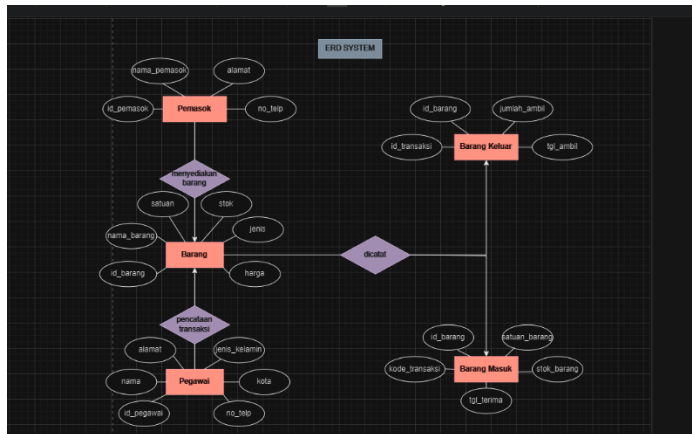 ERD SYSTEM
nama_pemasok
alamat
id_pemasok
Pemasok
no_telp
id_barang
jumlah_ambil
id_transaksi
Barang Keluar
tgl_ambil
menyediakan
barang
satuan
stok
nama_barang
jenis
Barang
dicatat
id_barang
harga
pencataan
transaksi
alamat
jenis_kelamin
nama
Pegawai
kota
id_pegawai
no_telp
id_barang
satuan_barang
kode_transaksi
Barang Masuk
stok_barang
tgl_terima